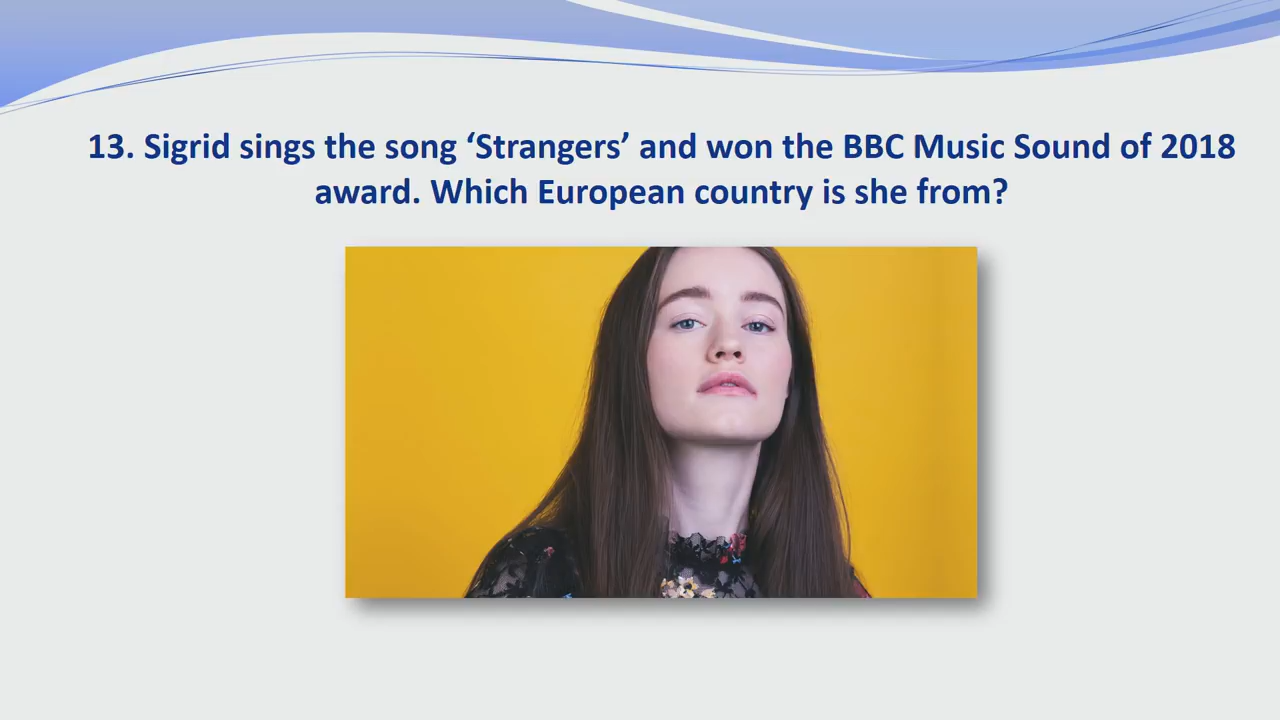 13. Sigrid sings the song ‘Strangers’ and won the BBC Music Sound of 2018
award. Which European country is she from?